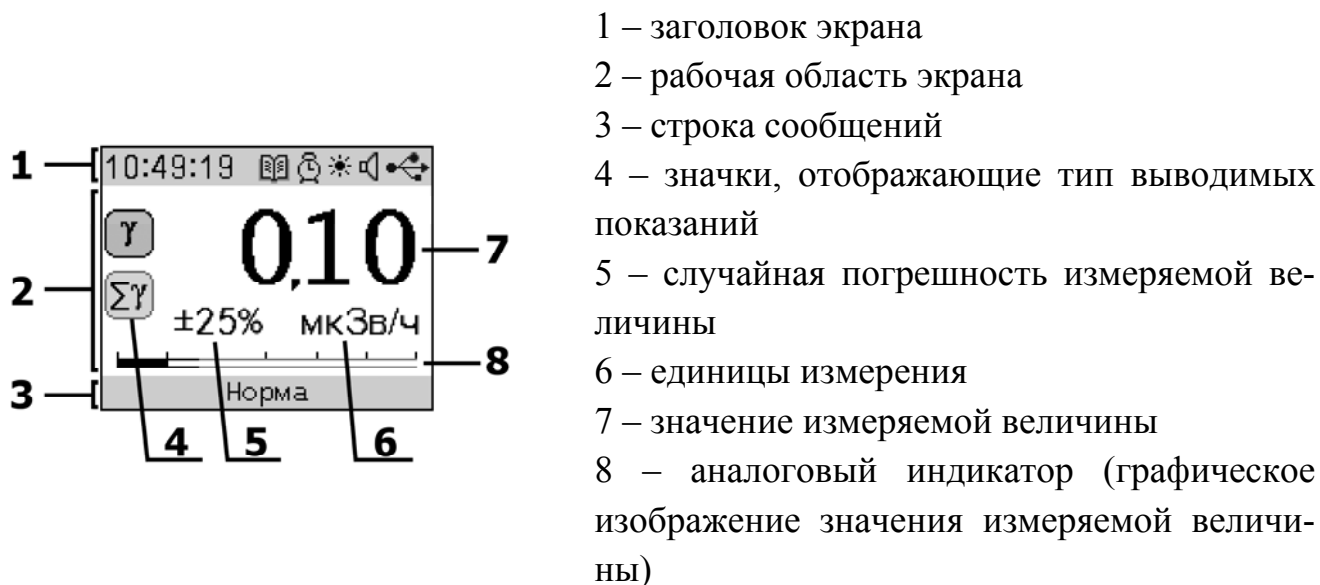 1 – заголовок экрана
2 – рабочая область экрана
3 – строка сообщений
4 – значки, отображающие тип выводимых
показаний
5 – случайная погрешность измеряемой ве-
личины
6 – единицы измерения
7 – значение измеряемой величины
8 – аналоговый индикатор (графическое
изображение значения измеряемой величи-
ны)
1
10:49:19
γ
0,10
7
2
Σγ
±25% мкЗв/ч
8
3
Норма
4 5 6